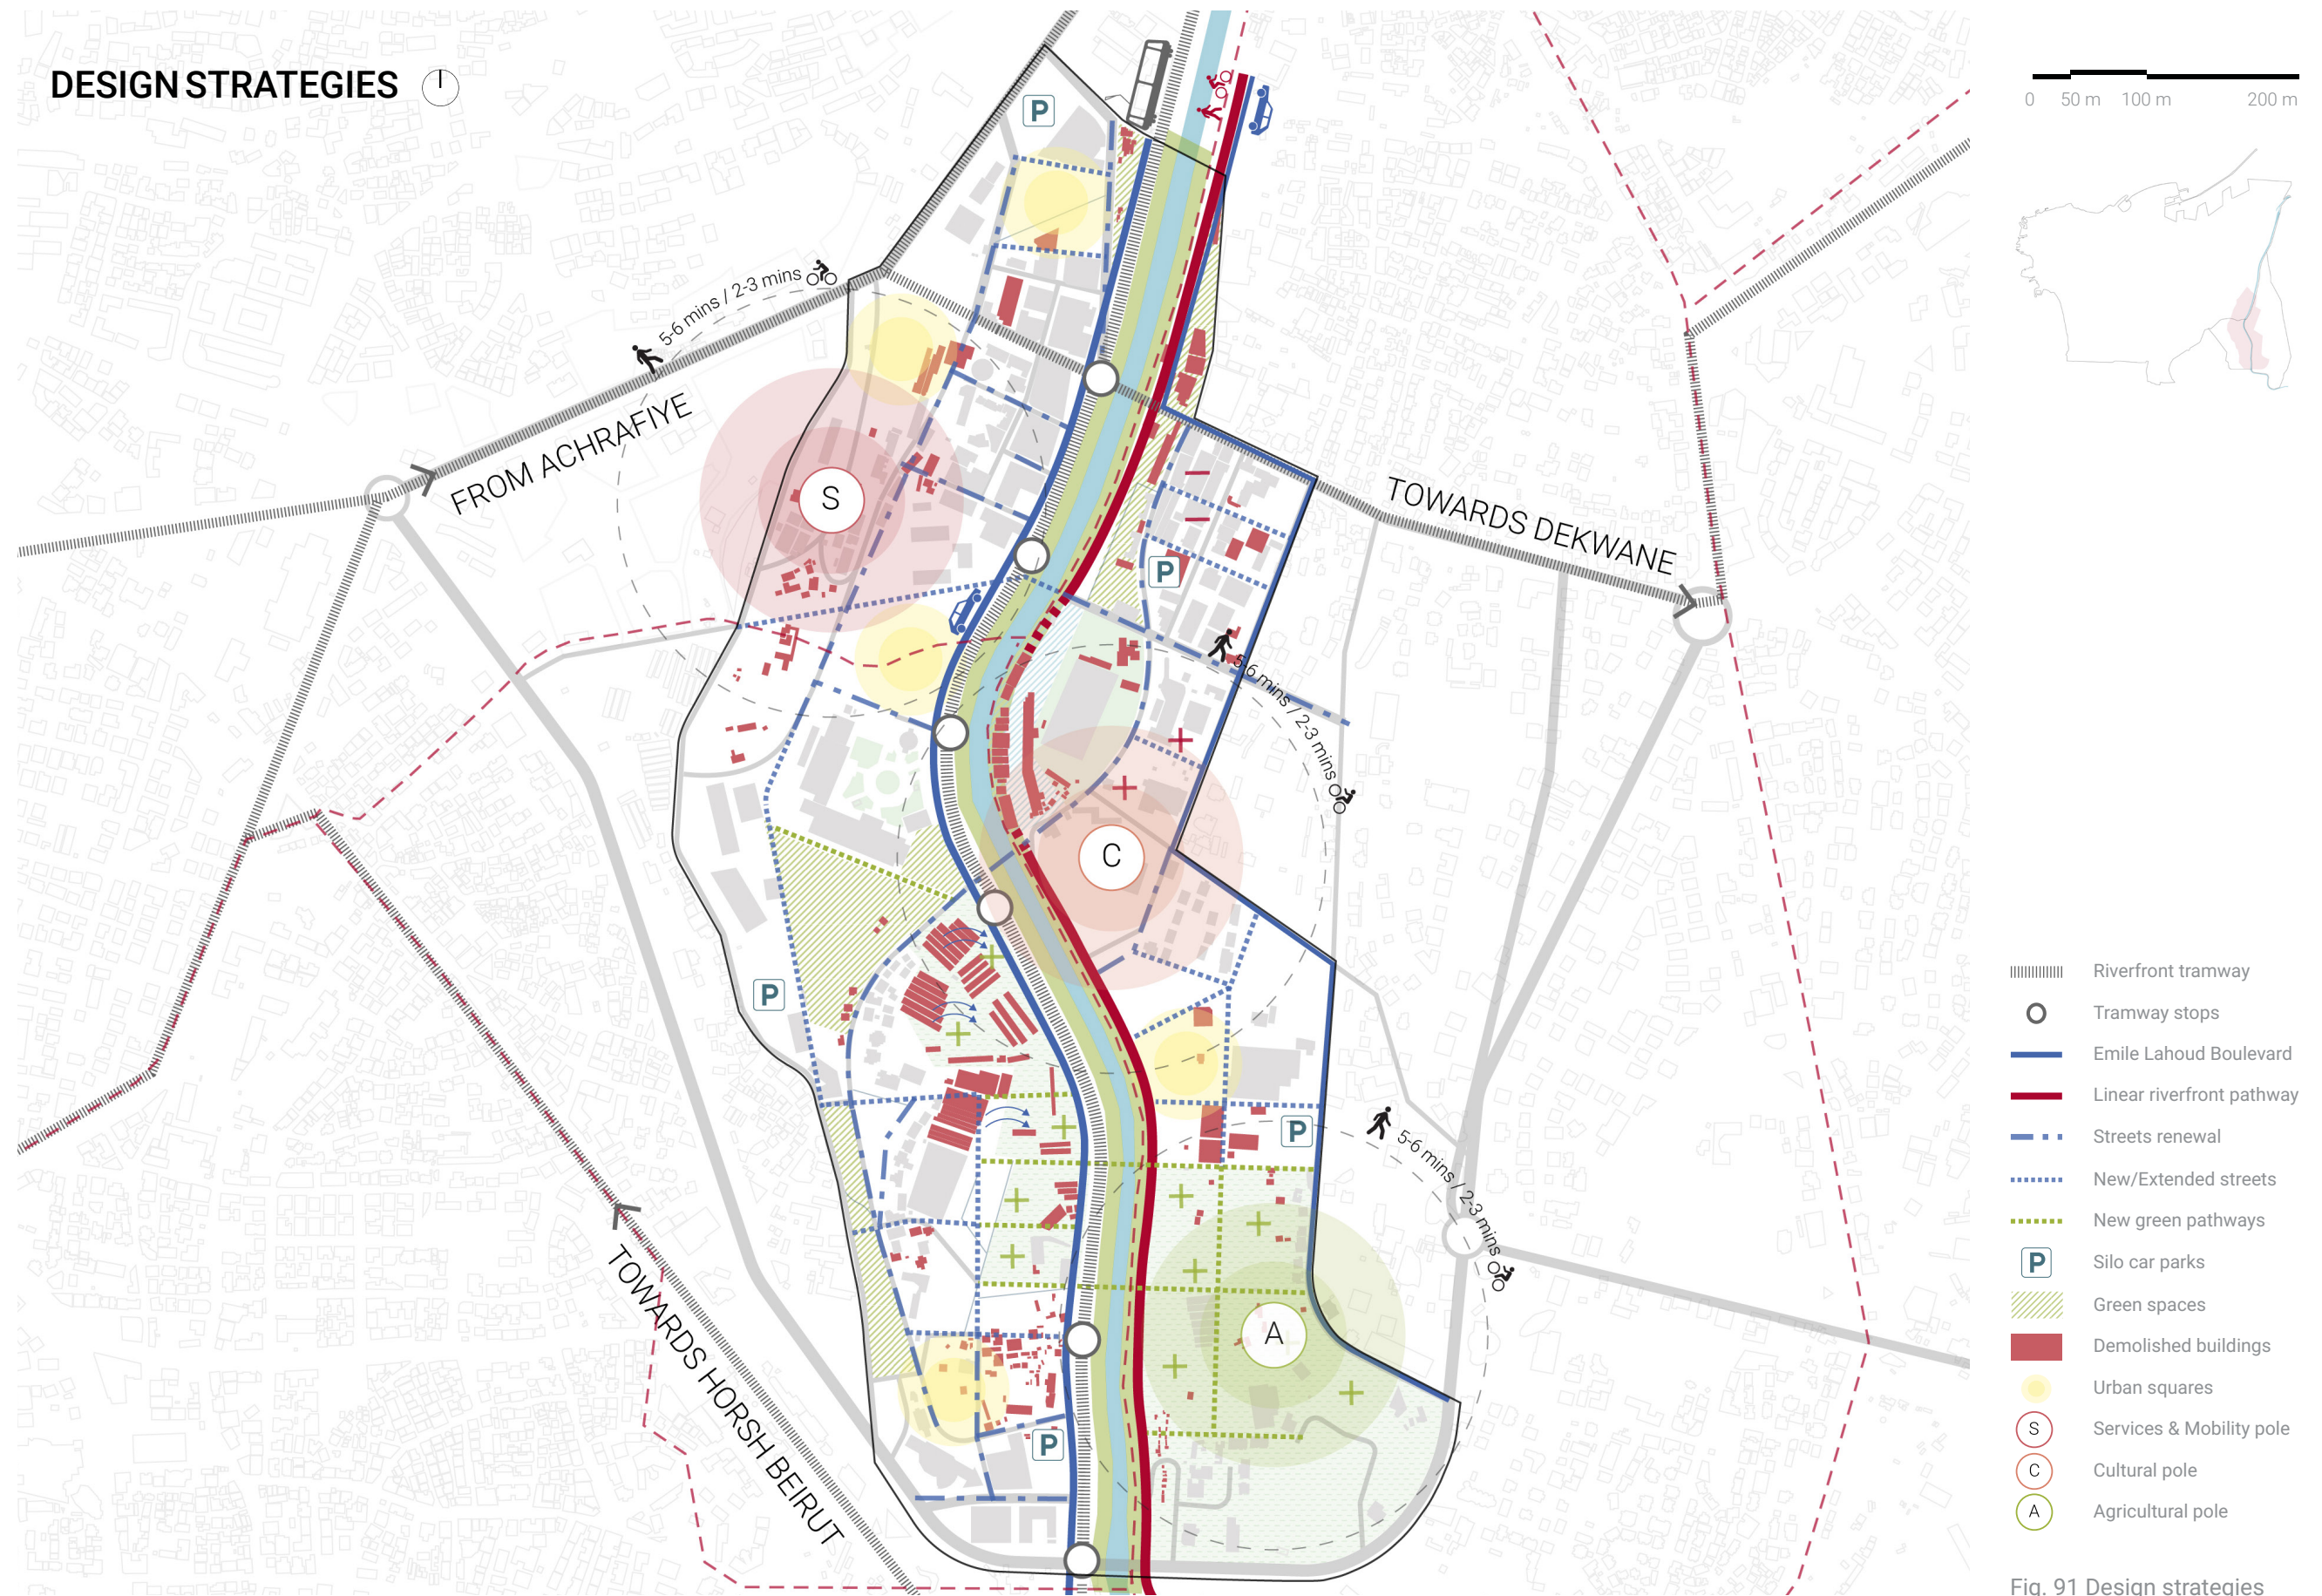 DESIGN STRATEGIES
0 50 m 100 m 200 m
P
5-6 mins / 2-3 mins
FROM ACHRAFIYE
S
TOWARDS DEKWANE
P
5-6 mins / 2-3 mins
C
P
P
5-6 mins / 2-3 mins
A
TOWARDS HORSH BEIRUT
P
Riverfront tramway
Tramway stops
Emile Lahoud Boulevard
Linear riverfront pathway
Streets renewal
New/Extended streets
New green pathways
P Silo car parks
Green spaces
Demolished buildings
Urban squares
S Services & Mobility pole
C Cultural pole
A Agricultural pole
Fig. 91 Design strategies